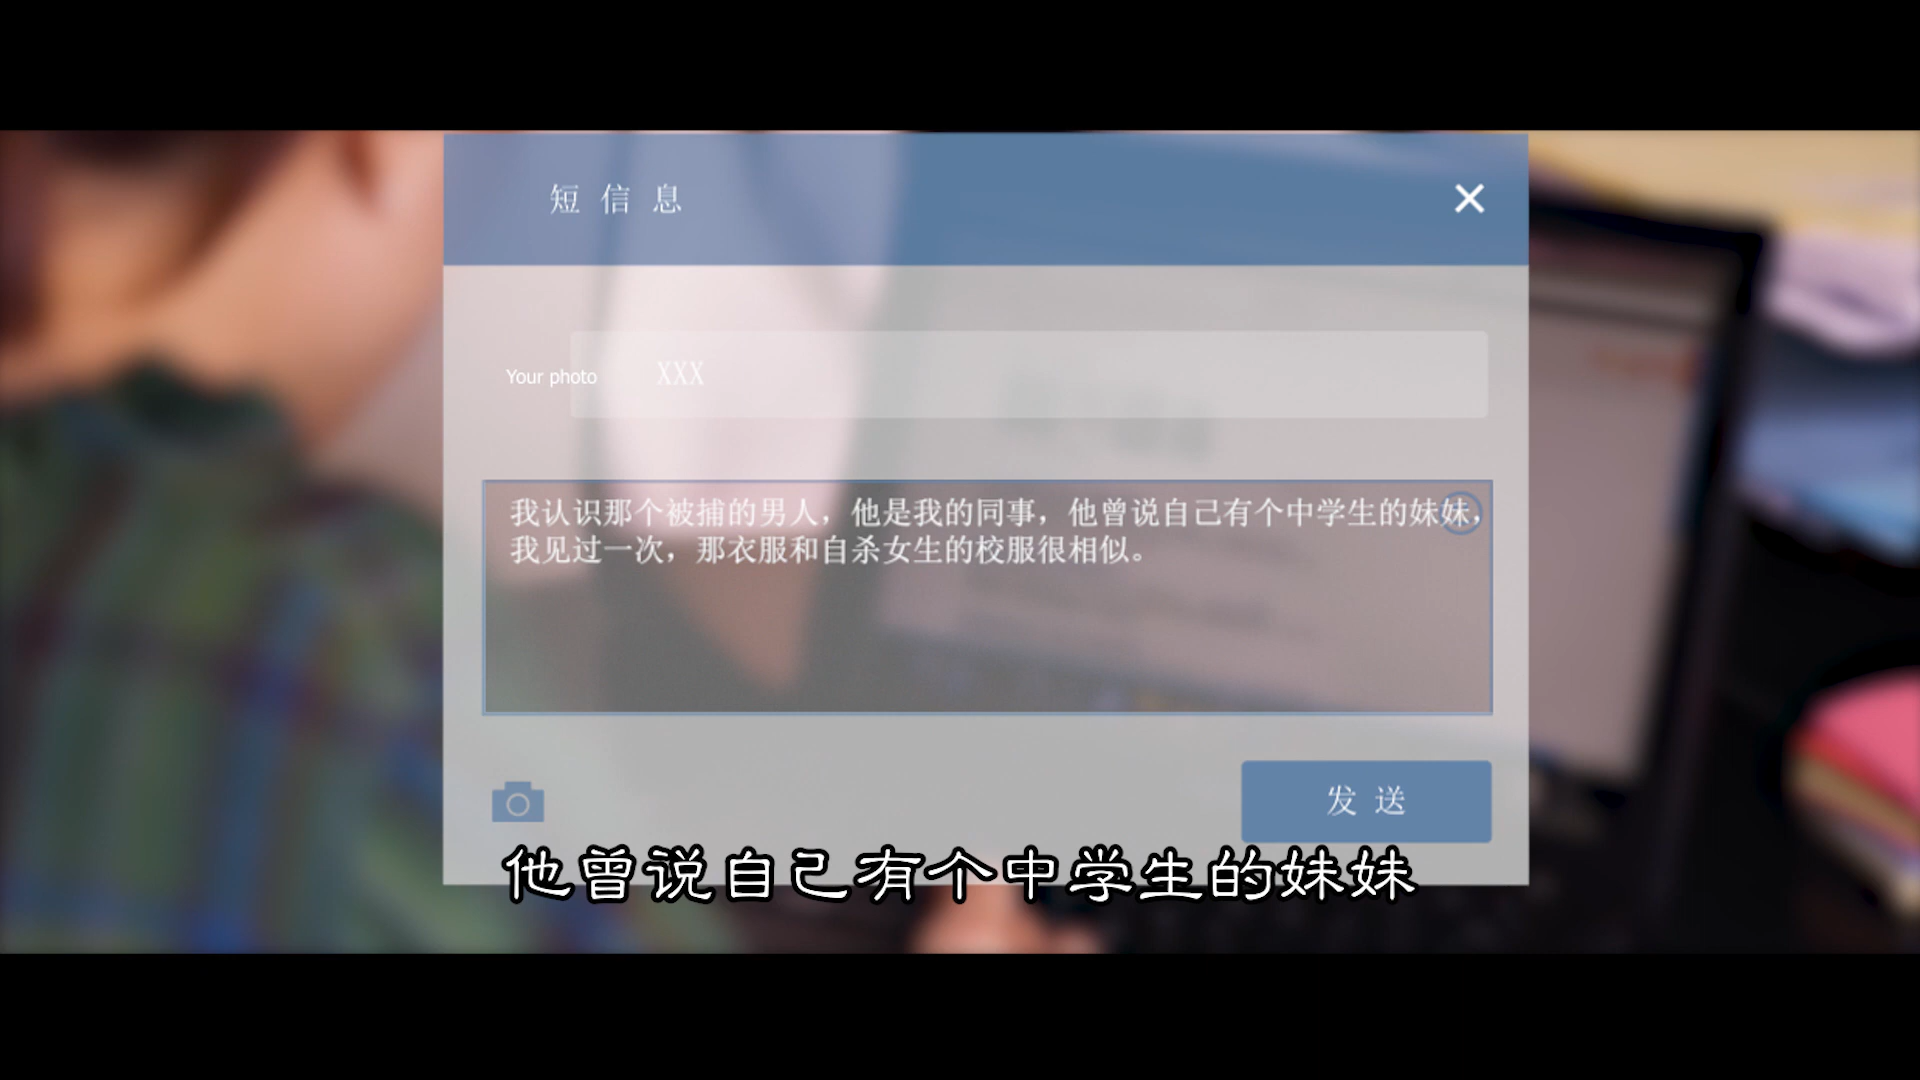 短信息
Your photo XXX
我认识那个被捕的男人，他是我的同事，他曾说自己有个中学生的妹妹，
我见过一次，那衣服和自杀女生的校服很相似。
发送
他曾说自己有个中学生的妹妹